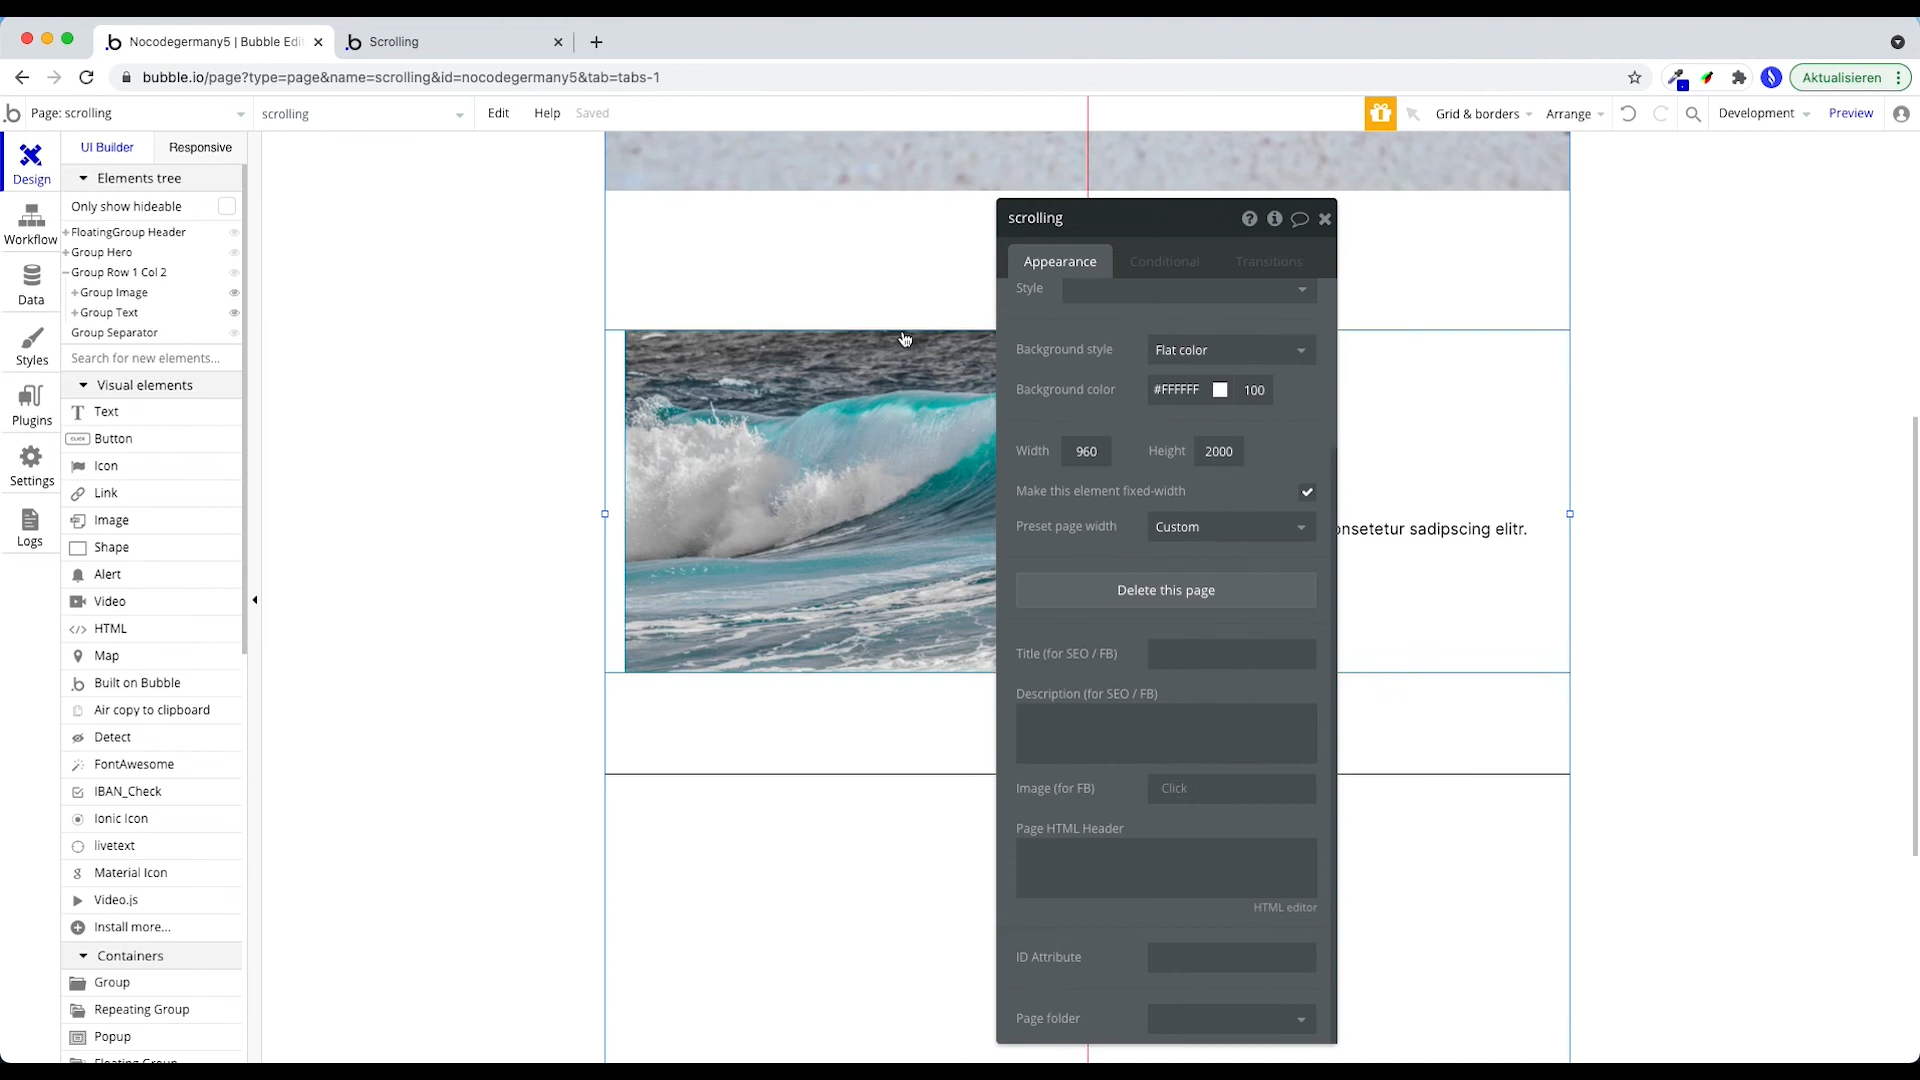 Nocodegermany5 | Bubble Edi
Scrolling
bubble.io/page?type=page&name=scrolling&id=nocodegermany5&tab=tabs-1
Aktualisieren
Page: scrolling
scrolling
Edit
Help
Saved
Grid & borders
Arrange
Development
Preview
Design
Workflow
Data
Styles
Plugins
Settings
Logs
UI Builder
Responsive
Elements tree
Only show hideable
FloatingGroup Header
Group Hero
Group Row 1 Col 2
Group Image
Group Text
Group Separator
Search for new elements...
Visual elements
Text
CLICK
Button
Icon
Link
Image
Shape
Alert
Video
HTML
Map
Built on Bubble
Air copy to clipboard
Detect
FontAwesome
IBAN_Check
Ionic Icon
livetext
Material Icon
Video.js
Install more...
Containers
Group
Repeating Group
Popup
Floating Group
scrolling
Appearance
Conditional
Transitions
Style
Background style
Flat color
Background color
#FFFFFF
100
Width
960
Height
2000
Make this element fixed-width
Preset page width
Custom
Delete this page
Title (for SEO / FB)
Description (for SEO / FB)
Image (for FB)
Click
Page HTML Header
HTML editor
ID Attribute
Page folder
onsetetur sadipscing elitr.